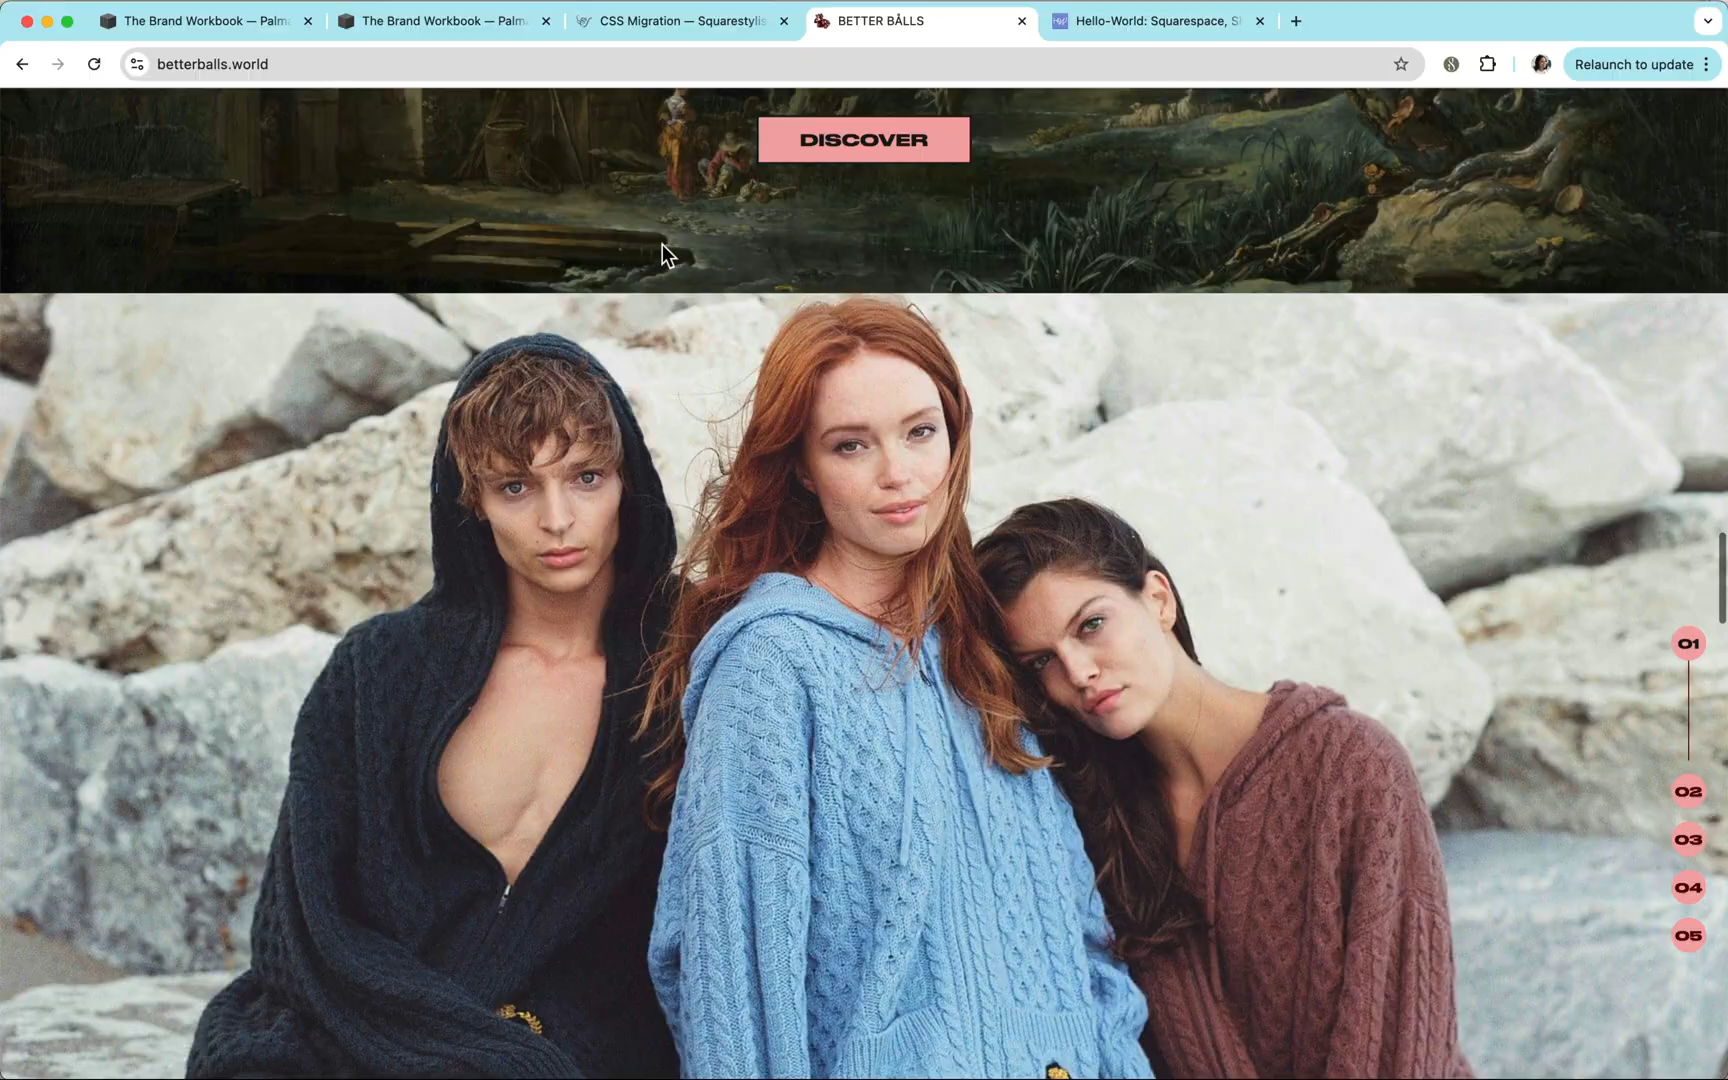 The Brand Workbook — Palm
The Brand Workbook — Palm
CSS Migration — Squarestylis
BETTER BÅLLS
Hello-World: Squarespace, S
betterballs.world
Relaunch to update
DISCOVER
01
02
03
04
05